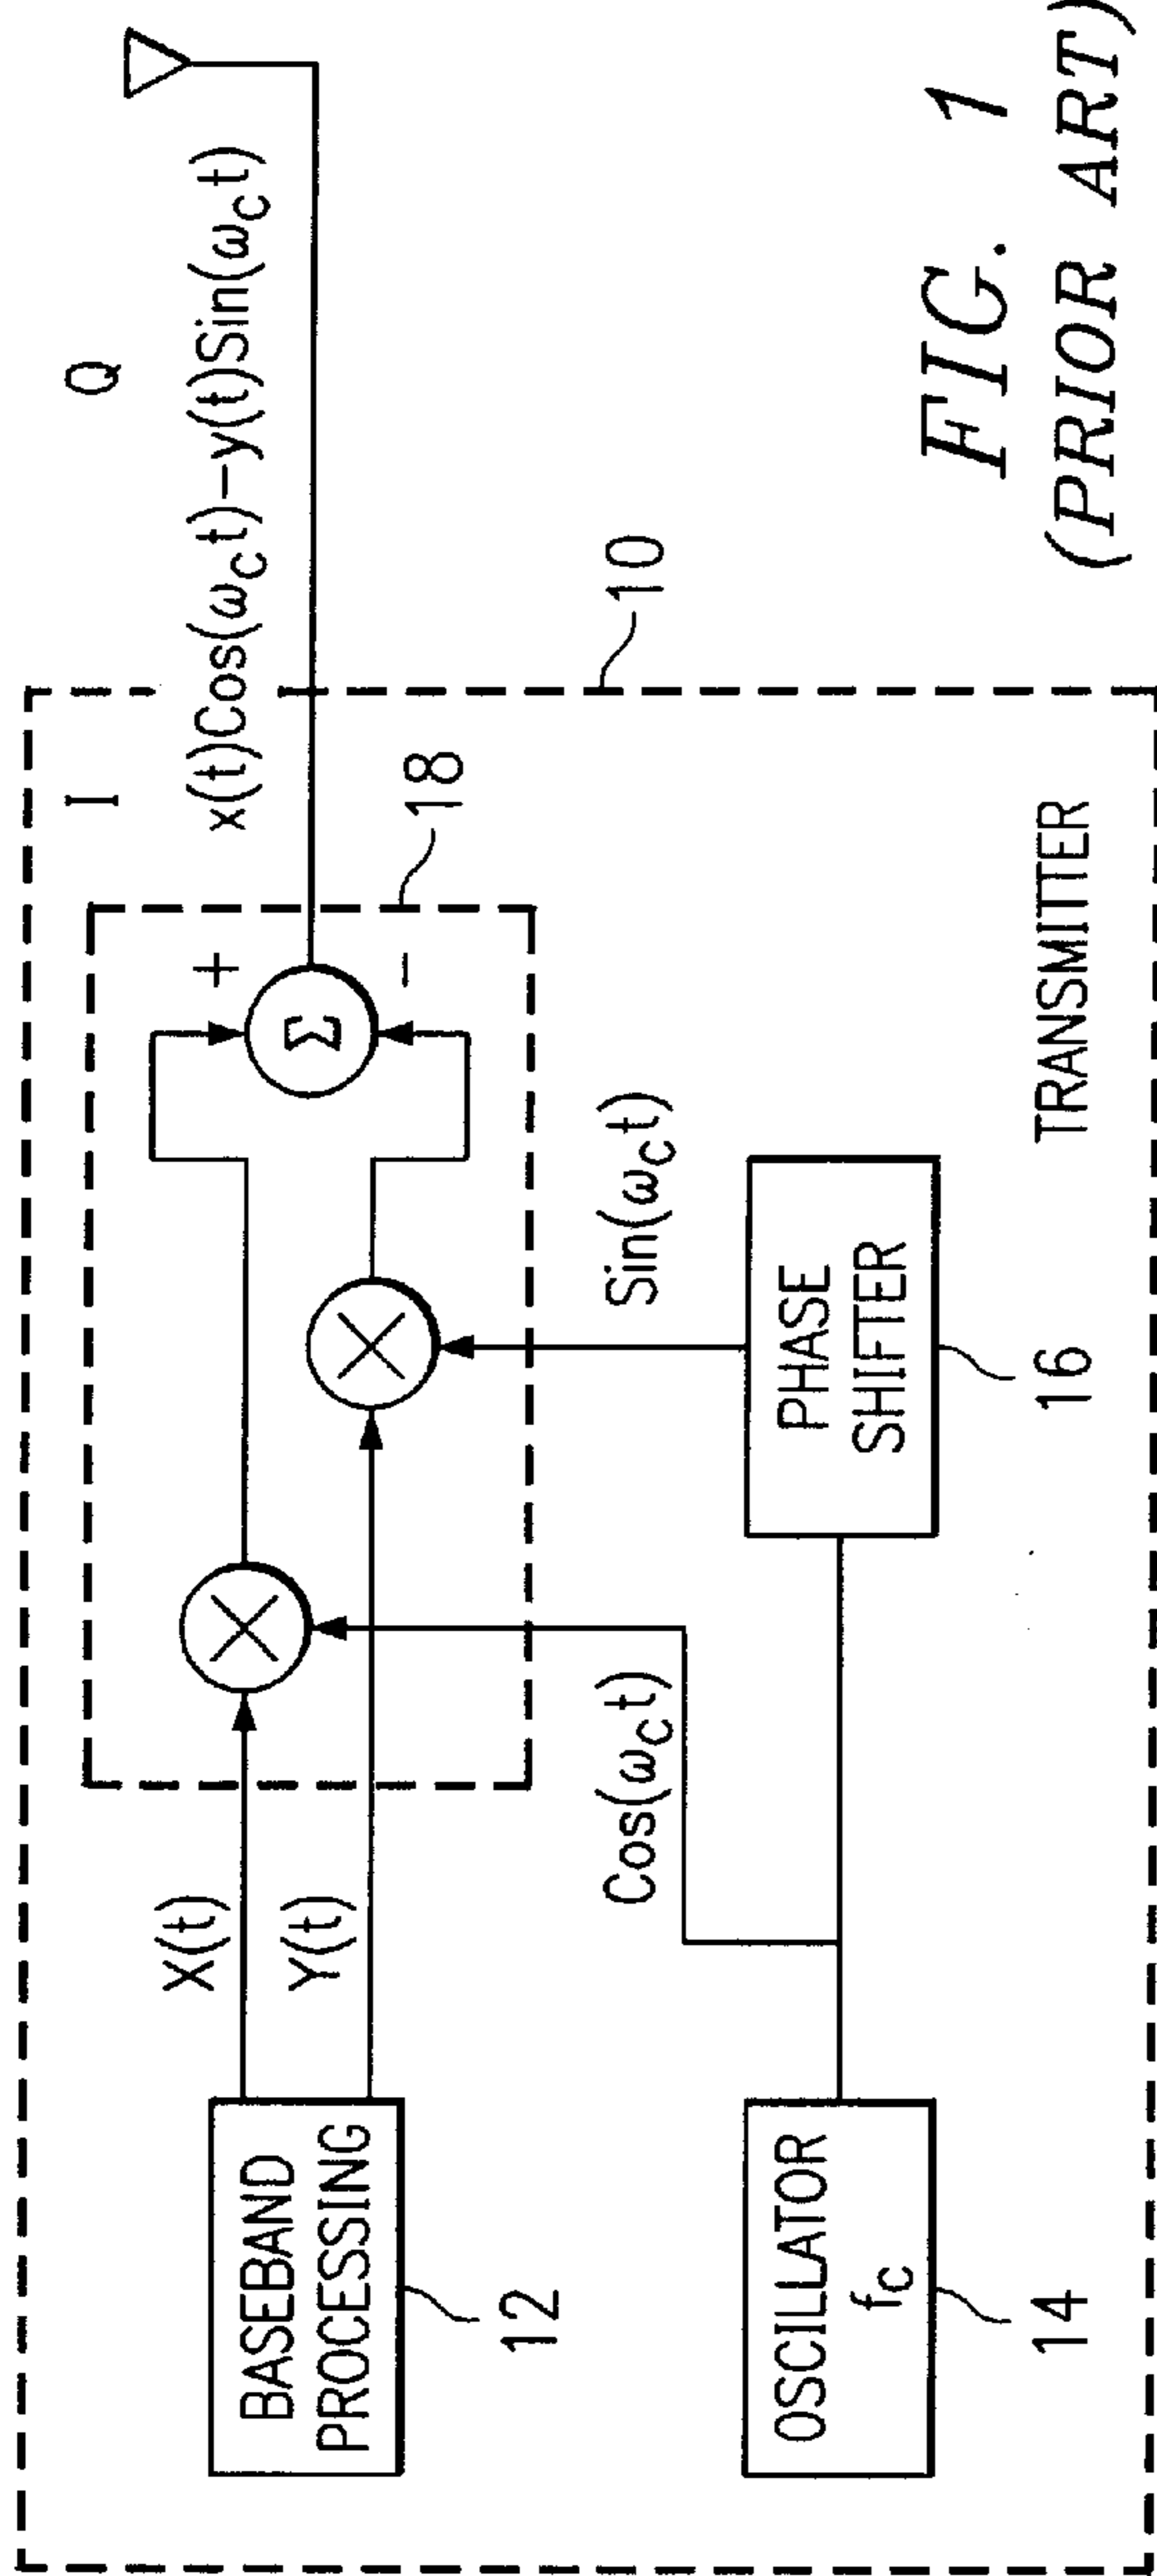 I
Q
x(t)Cos(ωct)−y(t)Sin(ωct)
X(t)
Y(t)
+
Σ
-
18
BASEBAND
PROCESSING
12
10
Cos(ωct)
Sin(ωct)
OSCILLATOR
fc
14
PHASE
SHIFTER
16
TRANSMITTER
FIG. 1
(PRIOR ART)